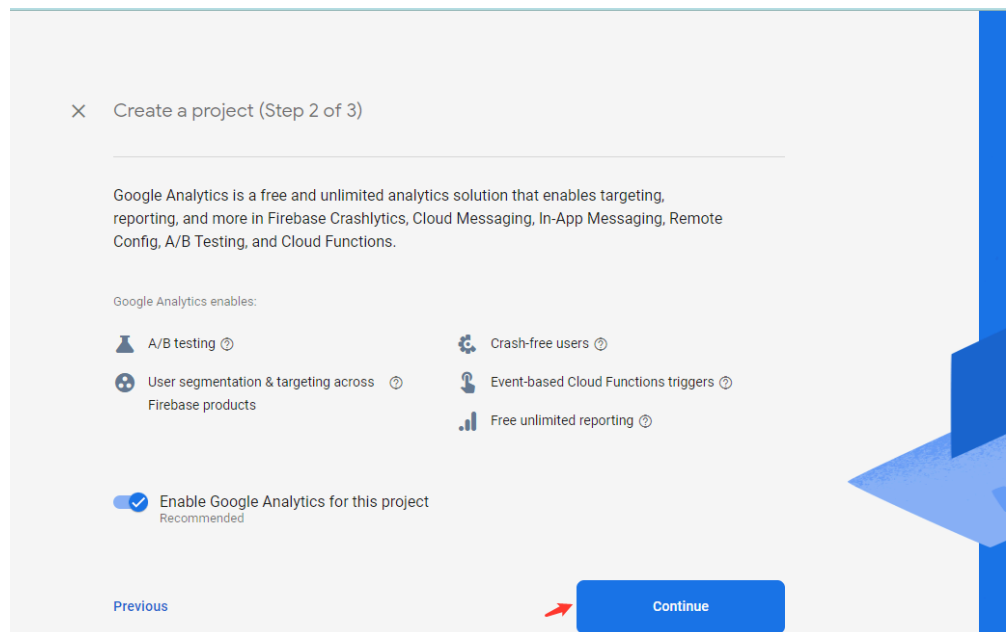 Create a project (Step 2 of 3)
Google Analytics is a free and unlimited analytics solution that enables targeting,
reporting, and more in Firebase Crashlytics, Cloud Messaging, In-App Messaging, Remote
Config, A/B Testing, and Cloud Functions.
Google Analytics enables:
A/B testing
Crash-free users
User segmentation & targeting across
Firebase products
Event-based Cloud Functions triggers
Free unlimited reporting
Enable Google Analytics for this project
Recommended
Previous
Continue